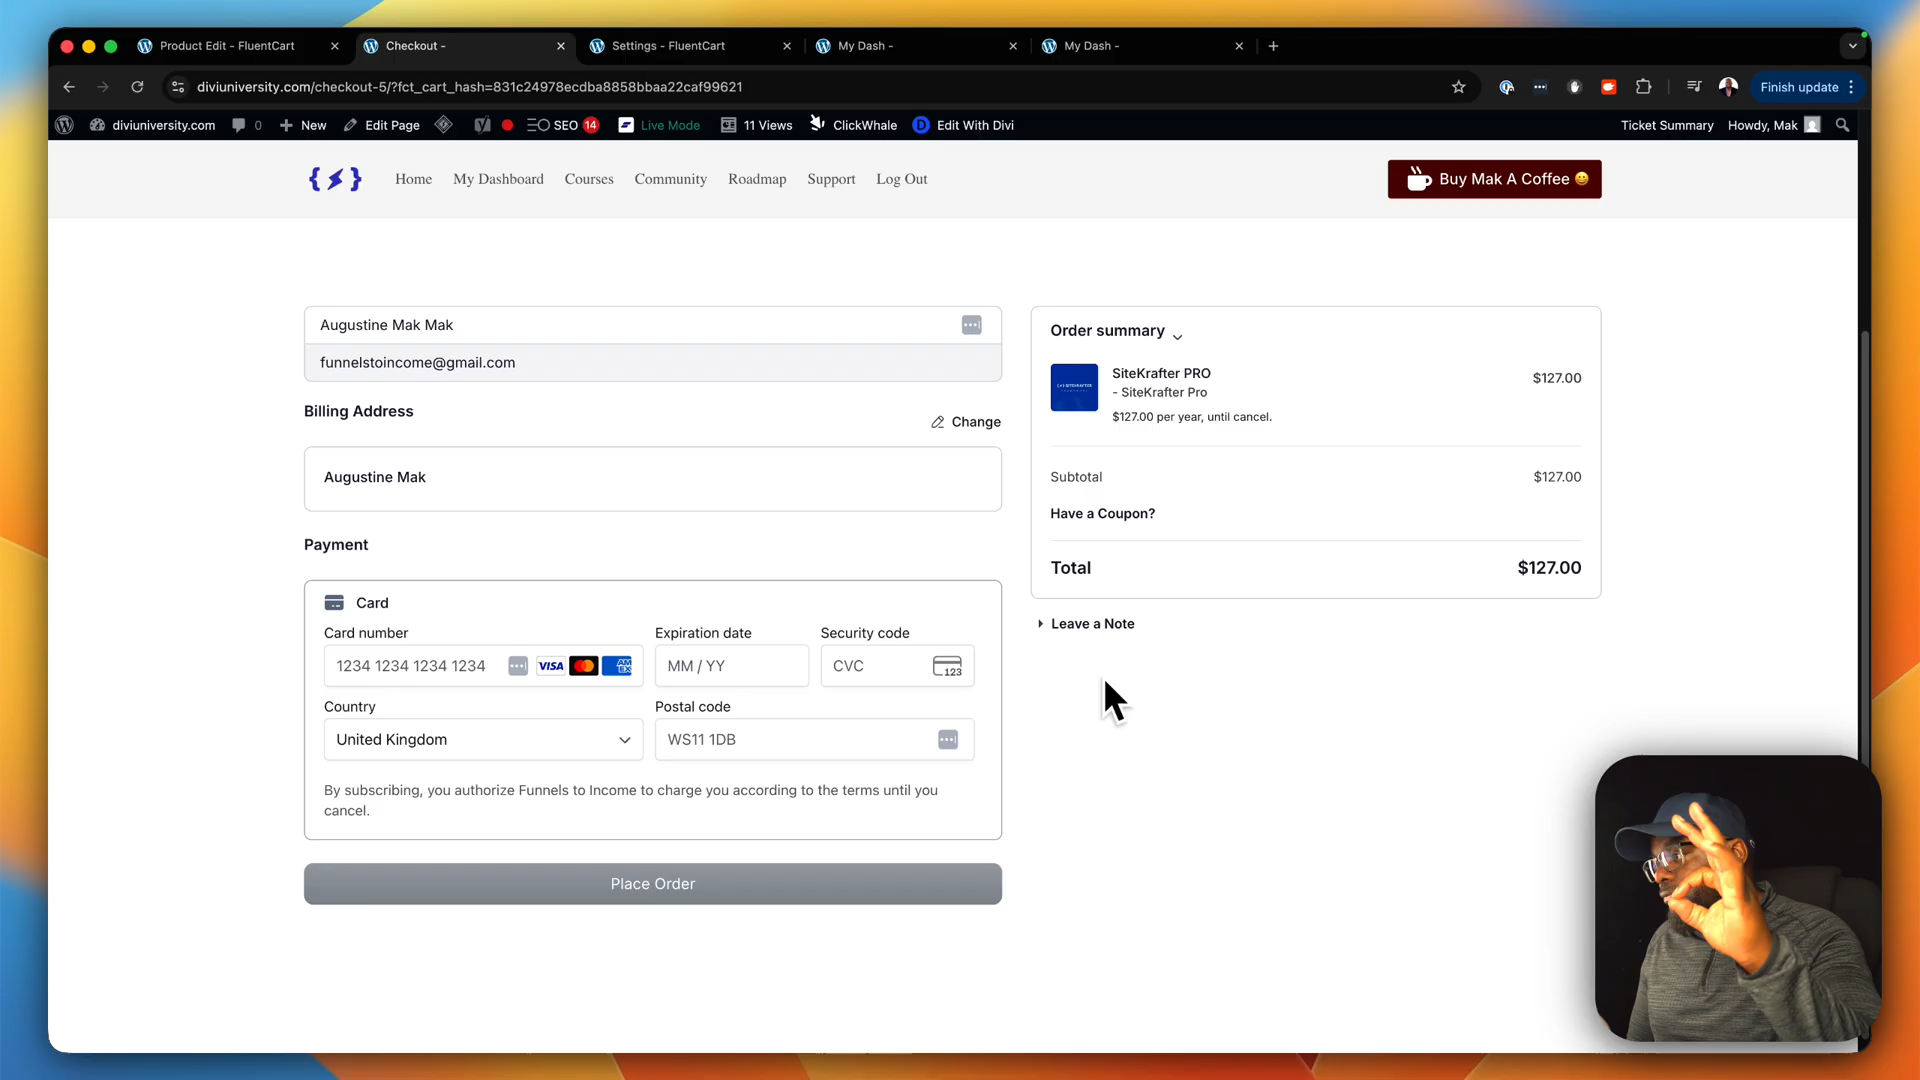 Product Edit - FluentCart
Checkout -
Settings - FluentCart
My Dash -
My Dash -
diviuniversity.com/checkout-5/?fct_cart_hash=831c24978ecdba8858bbaa22caf99621
Finish update
diviuniversity.com
0
New
Edit Page
SEO 14
Live Mode
11 Views
ClickWhale
Edit With Divi
Ticket Summary
Howdy, Mak
Home
My Dashboard
Courses
Community
Roadmap
Support
Log Out
Buy Mak A Coffee 😀
Augustine Mak Mak
funnelstoincome@gmail.com
Billing Address
Change
Augustine Mak
Payment
Card
Card number
Expiration date
Security code
1234 1234 1234 1234
VISA
AM EX
MM / YY
CVC
123
Country
Postal code
United Kingdom
WS11 1DB
By subscribing, you authorize Funnels to Income to charge you according to the terms until you
cancel.
Place Order
Order summary
SiteKrafter PRO
$127.00
- SiteKrafter Pro
$127.00 per year, until cancel.
Subtotal
$127.00
Have a Coupon?
Total
$127.00
Leave a Note